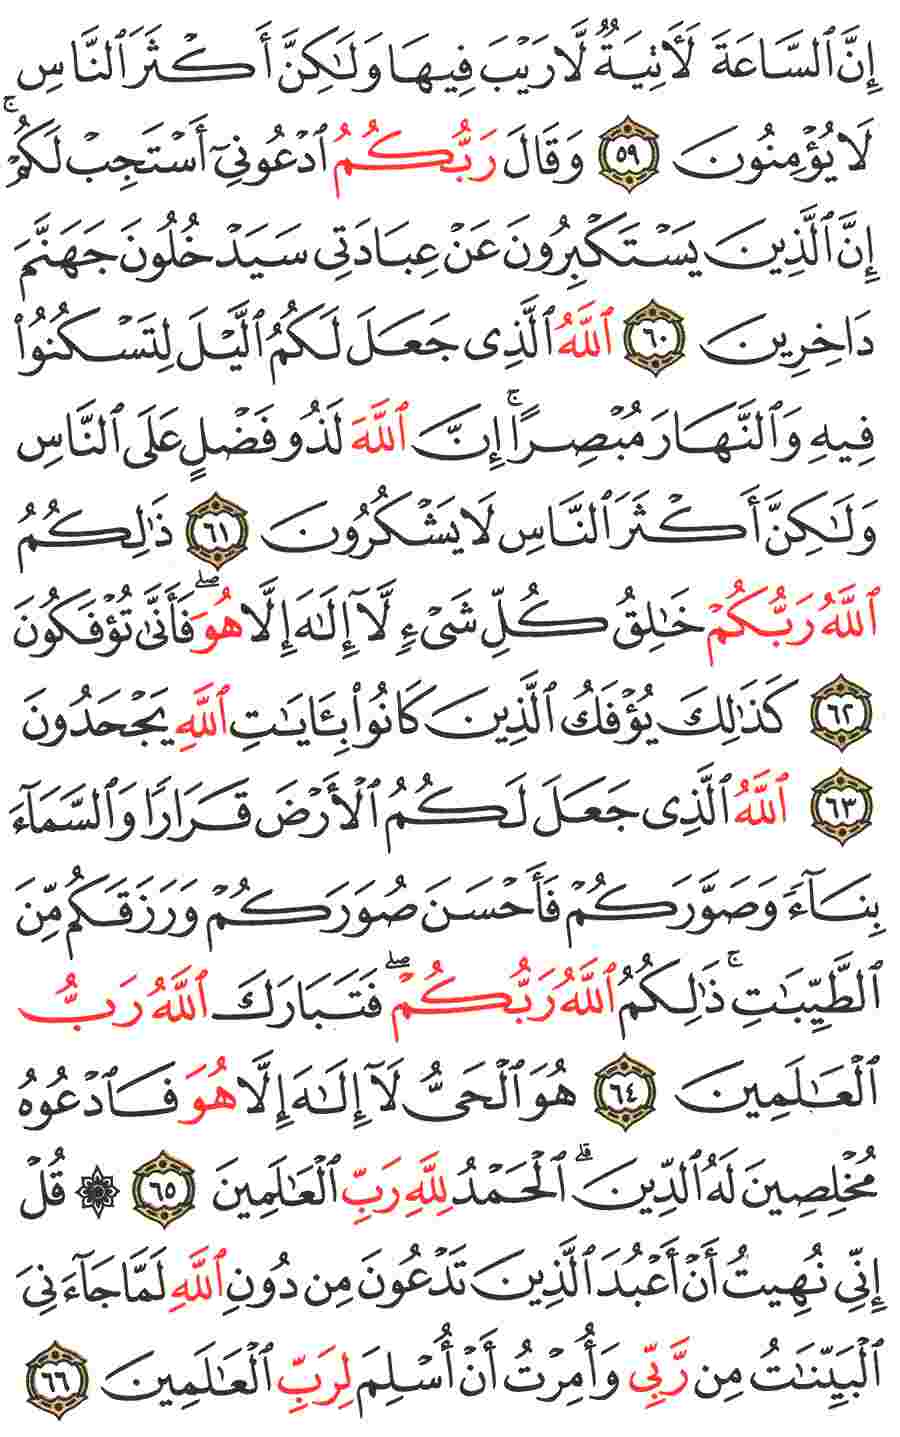 إِنَّ ٱلسَّاعَةَ لَأٓتِيَةٌ لَّا رَيْبَ فِيهَا وَلَٰكِنَّ أَكْثَرَ ٱلنَّاسِ
لَا يُؤْمِنُونَ ٥٩ وَقَالَ رَبُّكُمُ ٱدْعُونِىٓ أَسْتَجِبْ لَكُمْ ۚ
إِنَّ ٱلَّذِينَ يَسْتَكْبِرُونَ عَنْ عِبَادَتِى سَيَدْخُلُونَ جَهَنَّمَ
دَاخِرِينَ ٦٠ ٱللَّهُ ٱلَّذِى جَعَلَ لَكُمُ ٱلَّيْلَ لِتَسْكُنُوا۟
فِيهِ وَٱلنَّهَارَ مُبْصِرًا ۚ إِنَّ ٱللَّهَ لَذُو فَضْلٍ عَلَى ٱلنَّاسِ
وَلَٰكِنَّ أَكْثَرَ ٱلنَّاسِ لَا يَشْكُرُونَ ٦١ ذَٰلِكُمُ
ٱللَّهُ رَبُّكُمْ خَٰلِقُ كُلِّ شَىْءٍ لَّآ إِلَٰهَ إِلَّا هُوَ ۖ فَأَنَّىٰ تُؤْفَكُونَ
٦٢ كَذَٰلِكَ يُؤْفَكُ ٱلَّذِينَ كَانُوا۟ بِـَٔايَٰتِ ٱللَّهِ يَجْحَدُونَ
٦٣ ٱللَّهُ ٱلَّذِى جَعَلَ لَكُمُ ٱلْأَرْضَ قَرَارًا وَٱلسَّمَآءَ
بِنَآءً وَصَوَّرَكُمْ فَأَحْسَنَ صُوَرَكُمْ وَرَزَقَكُم مِّنَ
ٱلطَّيِّبَٰتِ ۚ ذَٰلِكُمُ ٱللَّهُ رَبُّكُمْ ۖ فَتَبَارَكَ ٱللَّهُ رَبُّ
ٱلْعَٰلَمِينَ ٦٤ هُوَ ٱلْحَىُّ لَآ إِلَٰهَ إِلَّا هُوَ فَٱدْعُوهُ
مُخْلِصِينَ لَهُ ٱلدِّينَ ۗ ٱلْحَمْدُ لِلَّهِ رَبِّ ٱلْعَٰلَمِينَ ٦٥ ۞ قُلْ
إِنِّى نُهِيتُ أَنْ أَعْبُدَ ٱلَّذِينَ تَدْعُونَ مِن دُونِ ٱللَّهِ لَمَّا جَآءَنِىَ
ٱلْبَيِّنَٰتُ مِن رَّبِّى وَأُمِرْتُ أَنْ أُسْلِمَ لِرَبِّ ٱلْعَٰلَمِينَ ٦٦